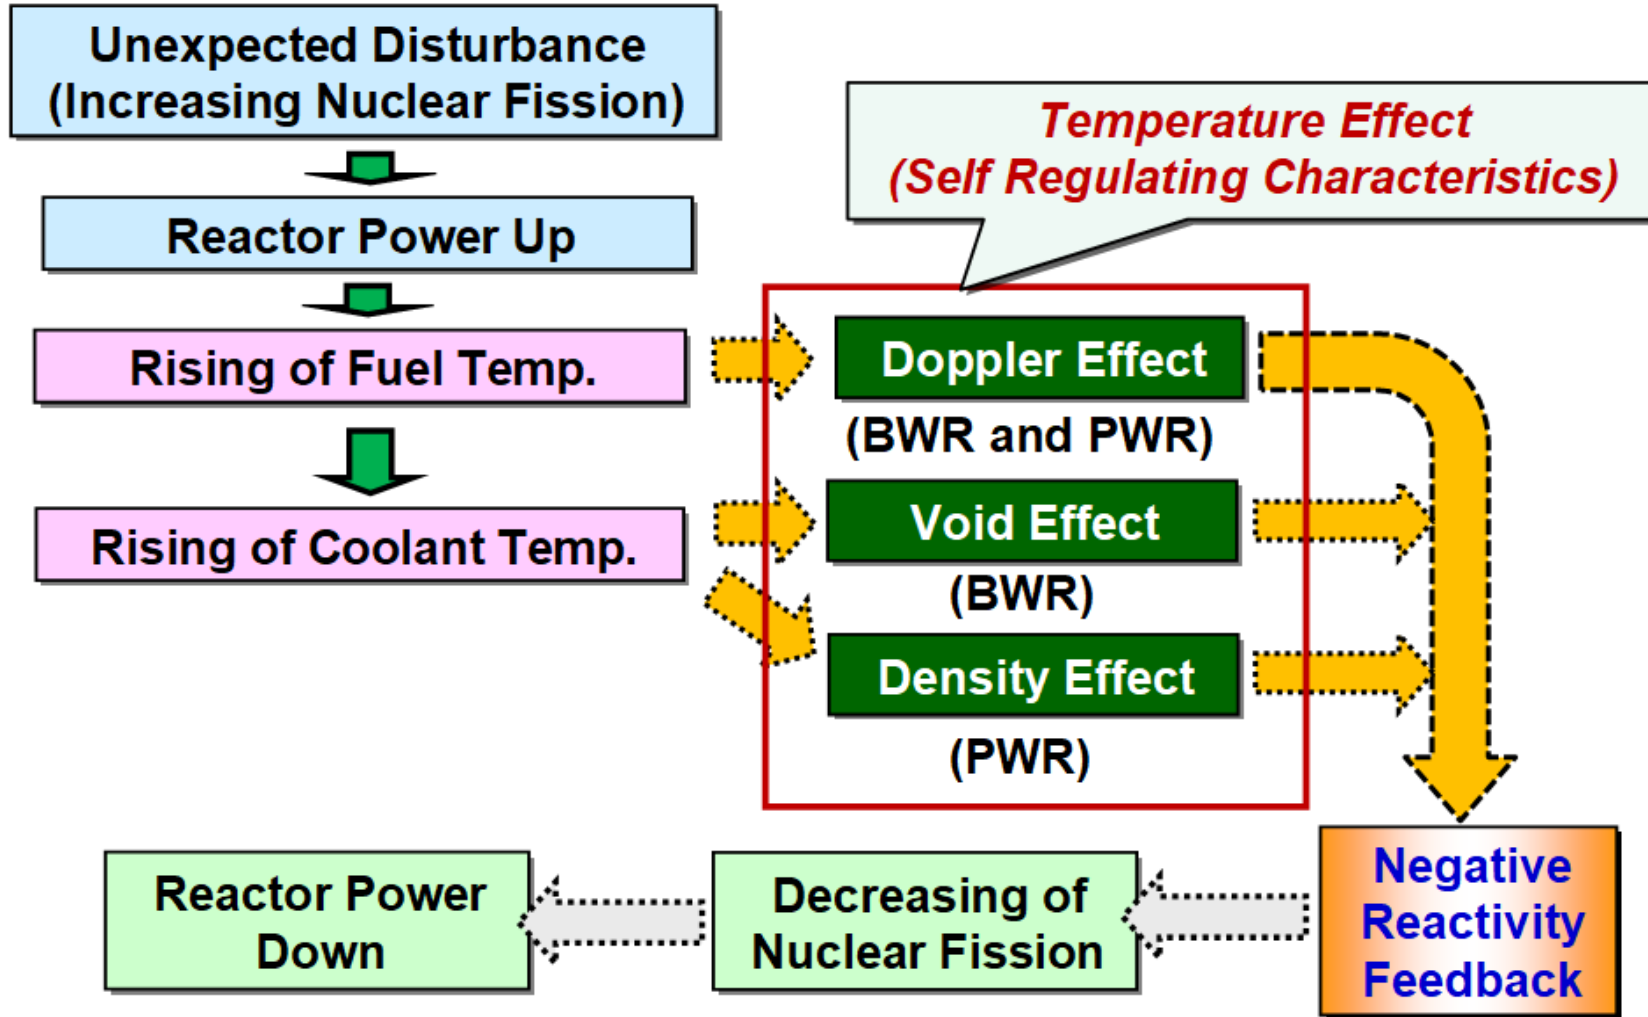 Unexpected Disturbance
(Increasing Nuclear Fission)
Temperature Effect
(Self Regulating Characteristics)
Reactor Power Up
Rising of Fuel Temp.
Doppler Effect
(BWR and PWR)
Rising of Coolant Temp.
Void Effect
(BWR)
Density Effect
(PWR)
Negative
Reactivity
Feedback
Decreasing of
Nuclear Fission
Reactor Power
Down